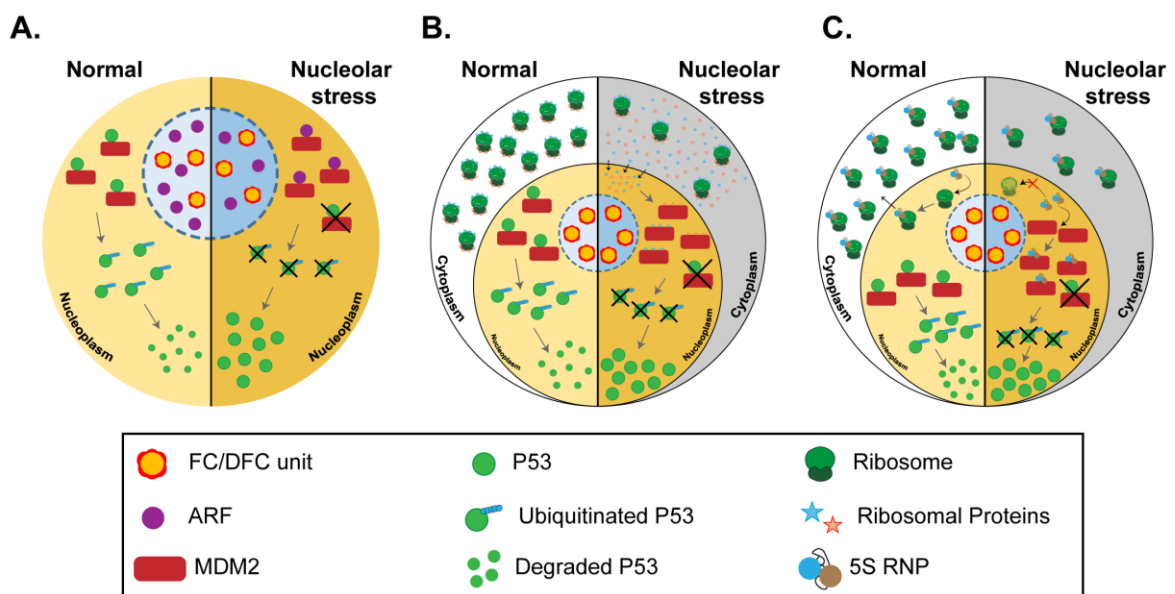 A.
B.
C.
Normal
Nucleolar
stress
Normal
Nucleolar
stress
Normal
Nucleolar
stress
Nucleoplasm
Nucleoplasm
Cytoplasm
Nucleoplasm
Nucleoplasm
Cytoplasm
Cytoplasm
Nucleoplasm
Nucleoplasm
Cytoplasm
FC/DFC unit
P53
Ribosome
ARF
Ubiquitinated P53
Ribosomal Proteins
MDM2
Degraded P53
5S RNP